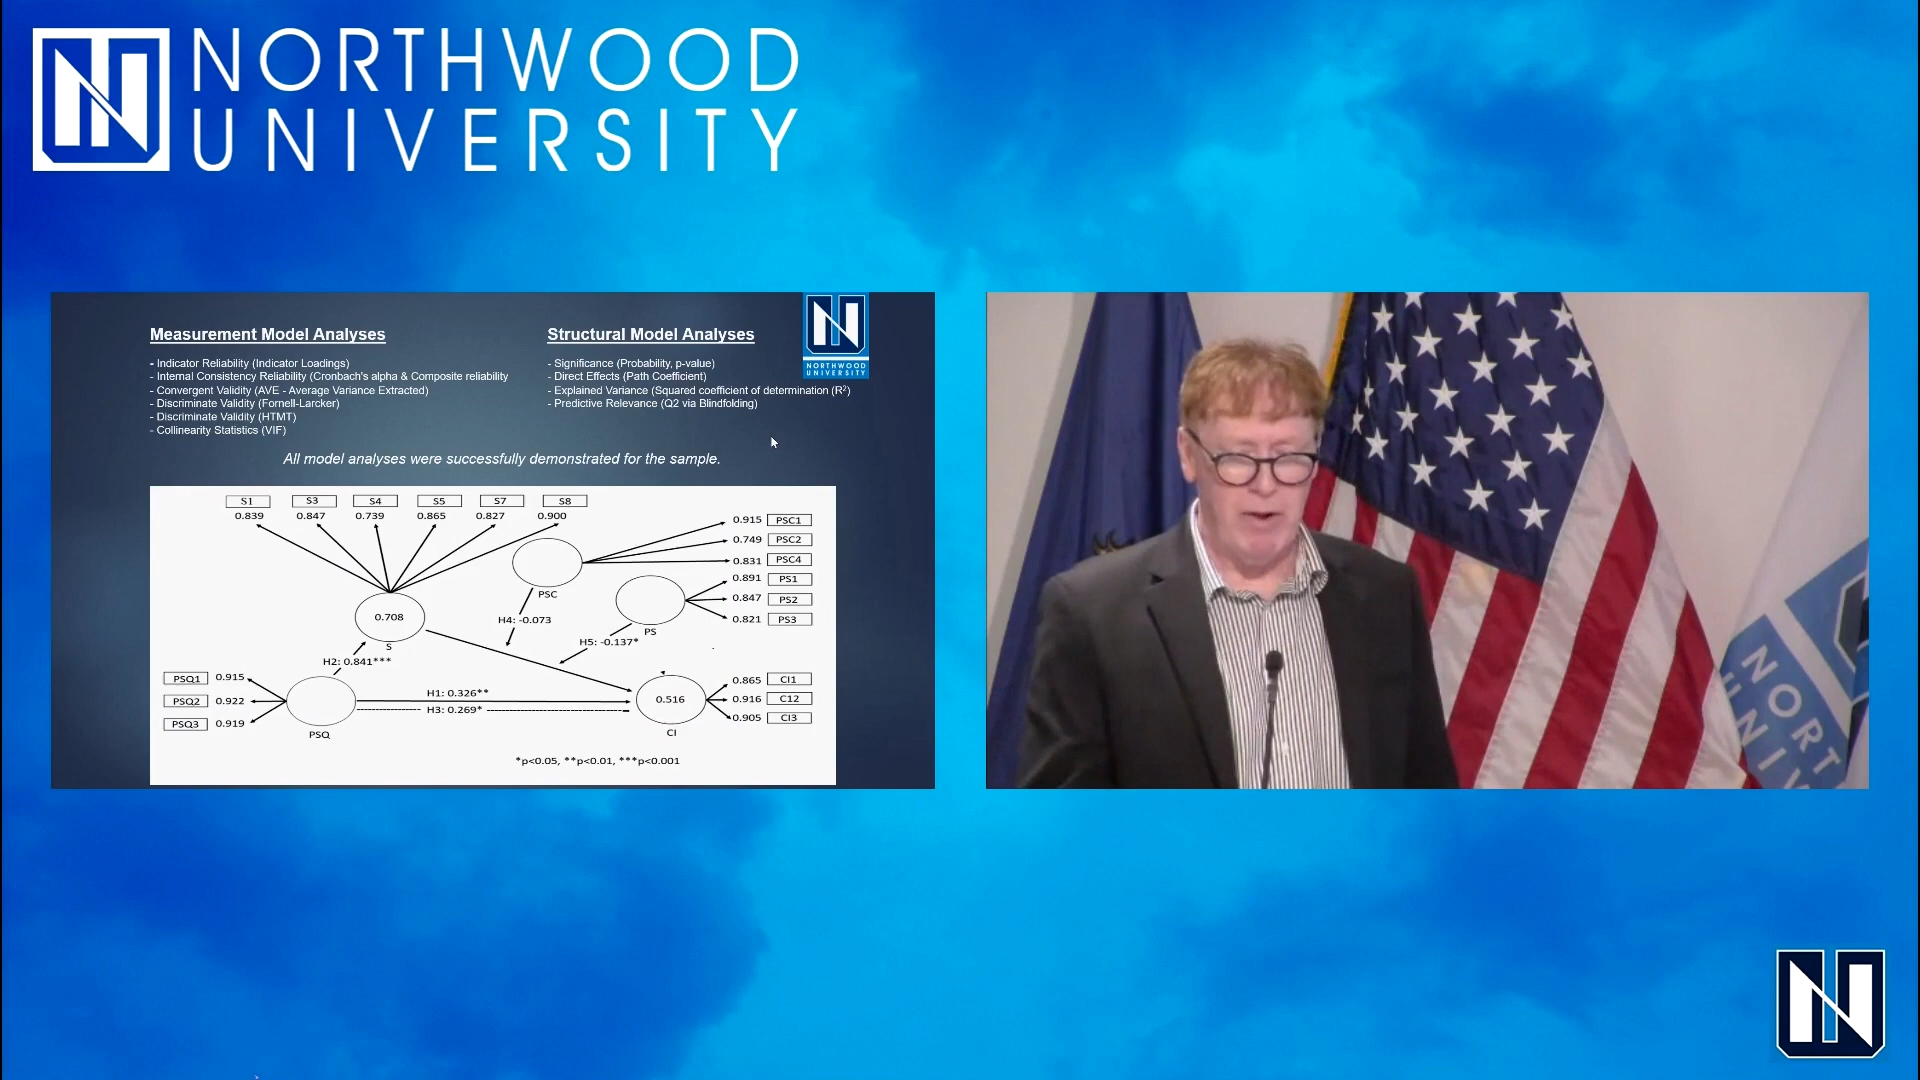 NORTHWOOD
UNIVERSITY
Measurement Model Analyses
- Indicator Reliability (Indicator Loadings)
- Internal Consistency Reliability (Cronbach's alpha & Composite reliability
- Convergent Validity (AVE - Average Variance Extracted)
- Discriminate Validity (Fornell-Larcker)
- Discriminate Validity (HTMT)
- Collinearity Statistics (VIF)
Structural Model Analyses
- Significance (Probability, p-value)
- Direct Effects (Path Coefficient)
- Explained Variance (Squared coefficient of determination (R²)
- Predictive Relevance (Q2 via Blindfolding)
NORTHWOOD
UNIVERSITY
All model analyses were successfully demonstrated for the sample.
S1 S3 S4 S5 S7 S8
0.839 0.847 0.739 0.865 0.827 0.900
0.915 PSC1
0.749 PSC2
0.831 PSC4
PSC
0.891 PS1
0.847 PS2
0.821 PS3
PS
0.708
S
H4: -0.073
H5: -0.137*
H2: 0.841***
PSQ1 0.915
PSQ2 0.922
PSQ3 0.919
PSQ
H1: 0.326**
H3: 0.269*
0.516
CI
0.865 CI1
0.916 C12
0.905 CI3
*p<0.05, **p<0.01, ***p<0.001
NORT
UNIV